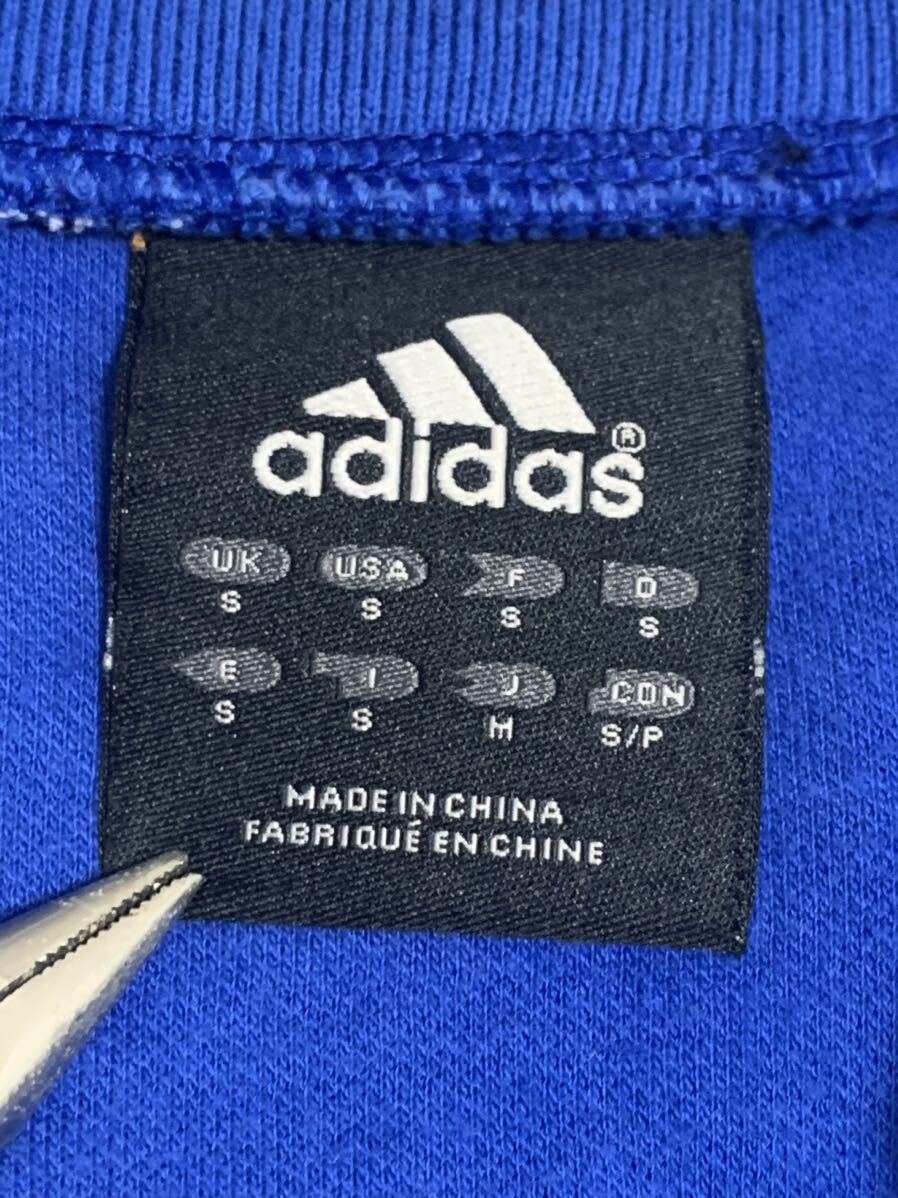 adidas®
UK USA F D
S S S S
E I J CDN
S S M S/P
MADE IN CHINA
FABRIQUÉ EN CHINE